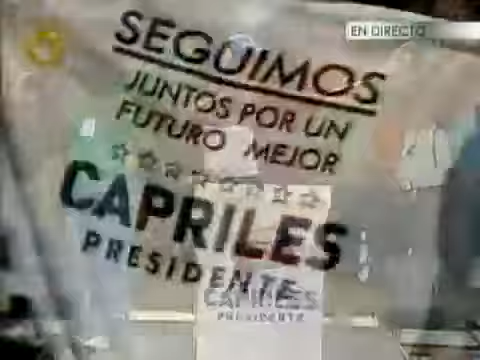 EN DIRECTO
SEGUIMOS
JUNTOS POR UN
FUTURO MEJOR
CAPRILES
PRESIDENTE
CAPRILES
PRESIDENTE